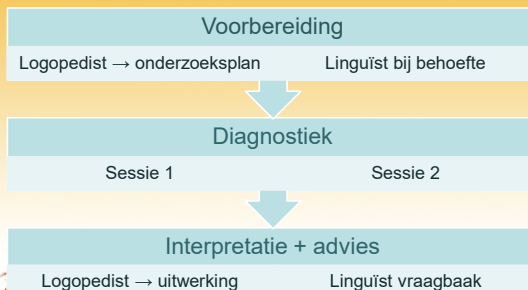 Voorbereiding
Logopedist → onderzoeksplan Linguïst bij behoefte
Diagnostiek
Sessie 1 Sessie 2
Interpretatie + advies
Logopedist → uitwerking Linguïst vraagbaak